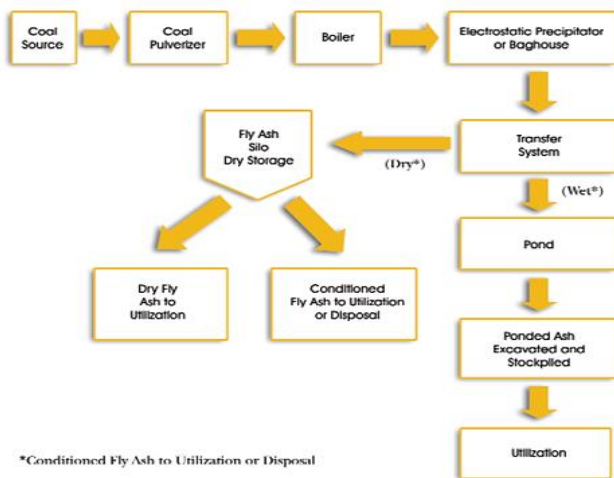 Coal
Source
Coal
Pulverizer
Boiler
Electrostatic Precipitator
or Baghouse
Fly Ash
Silo
Dry Storage
(Dry*)
Transfer
System
(Wet*)
Pond
Dry Fly
Ash to
Utilization
Conditioned
Fly Ash to Utilization
or Disposal
Ponded Ash
Excavated and
Stockpiled
Utilization
*Conditioned Fly Ash to Utilization or Disposal